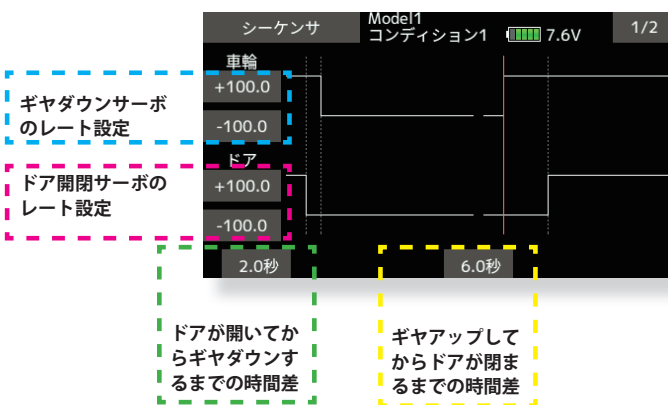 シーケンサ
Model1
コンディション1
7.6V
1/2
車輪
+100.0
-100.0
ドア
+100.0
-100.0
2.0秒
6.0秒
ギヤダウンサーボ
のレート設定
ドア開閉サーボの
レート設定
ドアが開いてか
らギヤダウンす
るまでの時間差
ギヤアップして
からドアが閉ま
るまでの時間差